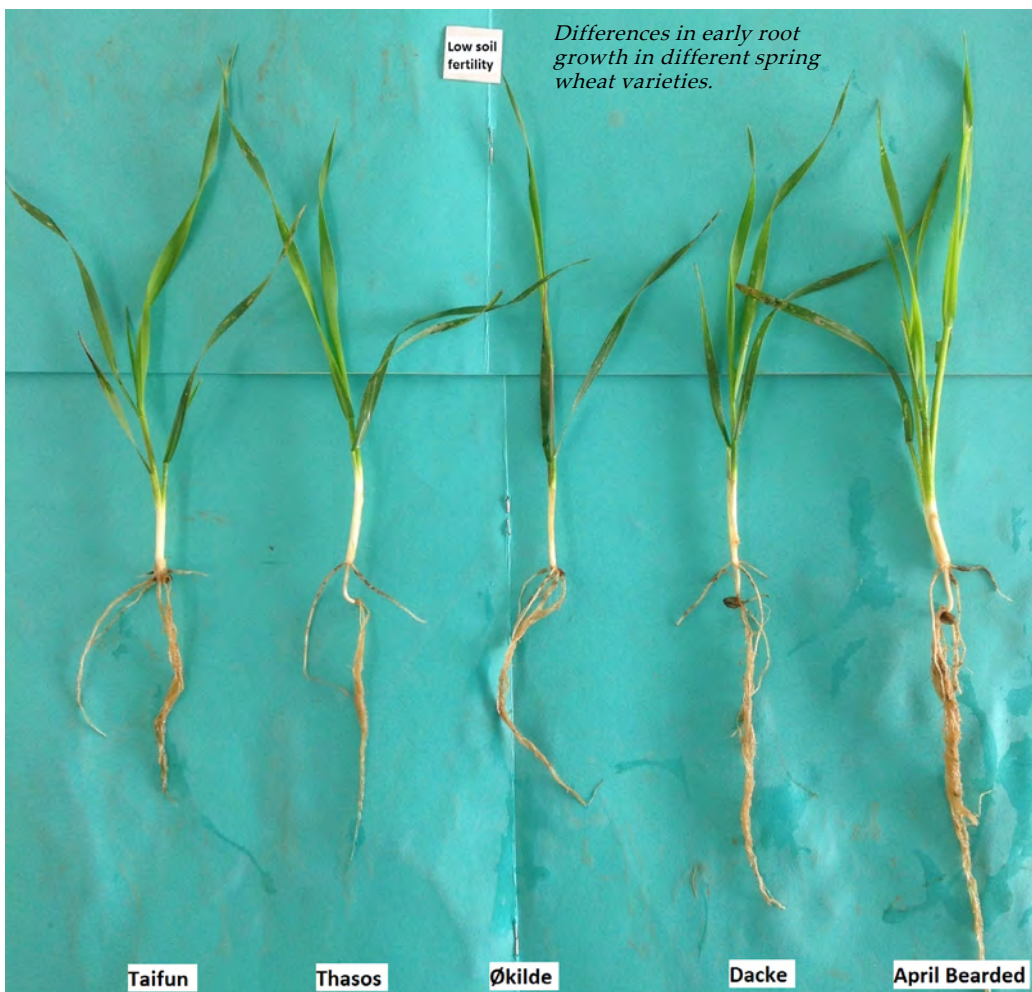 Low soil
fertility
Differences in early root
growth in different spring
wheat varieties.
Taifun
Thasos
Økilde
Dacke
April Bearded